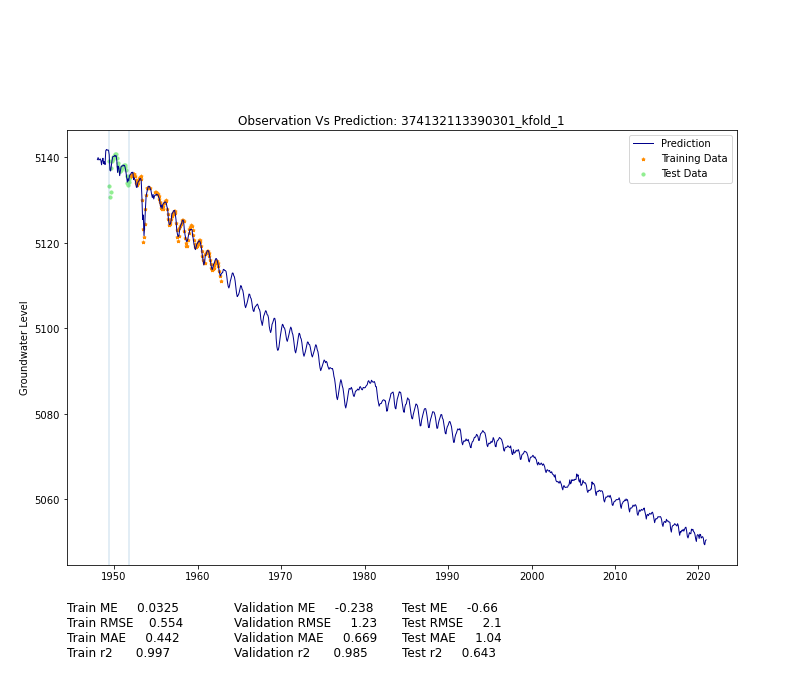 Observation Vs Prediction: 374132113390301_kfold_1
Prediction
Training Data
Test Data
Groundwater Level
5140
5120
5100
5080
5060
1950 1960 1970 1980 1990 2000 2010 2020
Train ME 0.0325 Validation ME -0.238 Test ME -0.66
Train RMSE 0.554 Validation RMSE 1.23 Test RMSE 2.1
Train MAE 0.442 Validation MAE 0.669 Test MAE 1.04
Train r2 0.997 Validation r2 0.985 Test r2 0.643